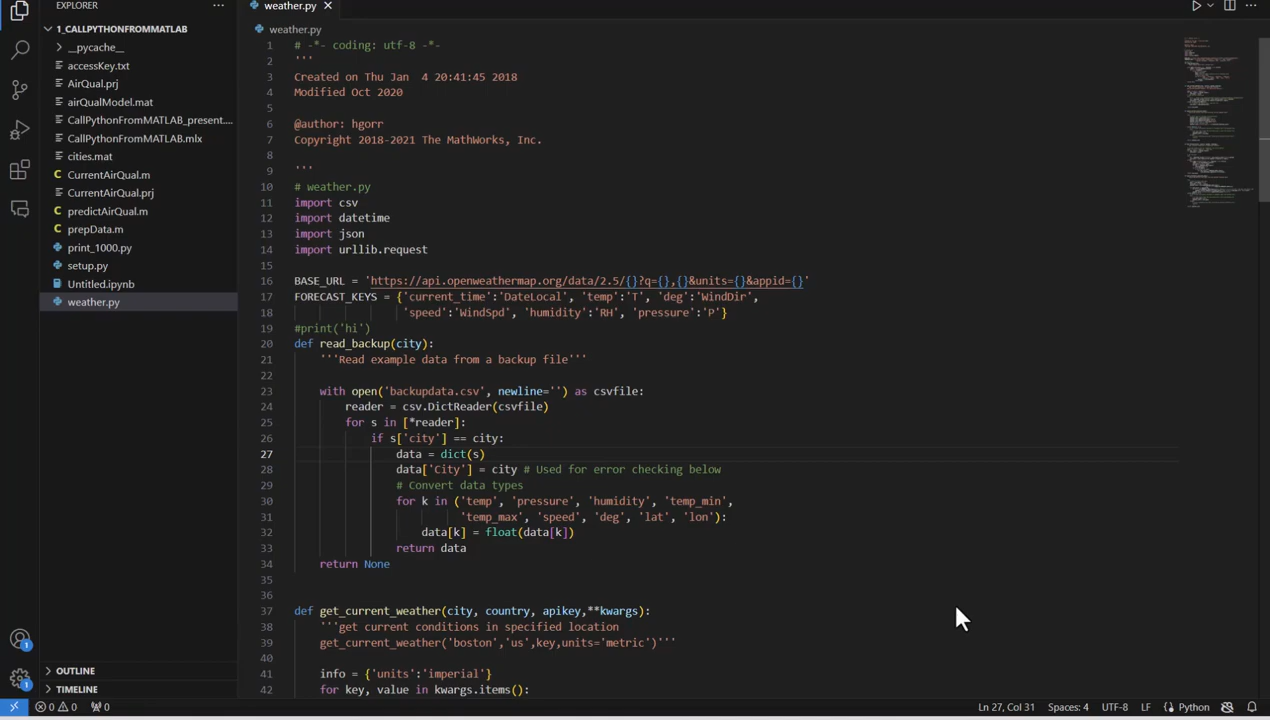 EXPLORER
···
1_CALLPYTHONFROMMATLAB
__pycache__
accessKey.txt
AirQual.prj
airQualModel.mat
CallPythonFromMATLAB_present....
CallPythonFromMATLAB.mlx
cities.mat
CurrentAirQual.m
CurrentAirQual.prj
predictAirQual.m
prepData.m
print_1000.py
setup.py
Untitled.ipynb
weather.py
OUTLINE
TIMELINE
weather.py
weather.py
1 # -*- coding: utf-8 -*-
2 '''
3 Created on Thu Jan  4 20:41:45 2018
4 Modified Oct 2020
5
6 @author: hgorr
7 Copyright 2018-2021 The MathWorks, Inc.
8
9 '''
10 # weather.py
11 import csv
12 import datetime
13 import json
14 import urllib.request
15
16 BASE_URL = 'https://api.openweathermap.org/data/2.5/{}?q={},{}&units={}&appid={}'
17 FORECAST_KEYS = {'current_time':'DateLocal', 'temp':'T', 'deg':'WindDir',
18 'speed':'WindSpd', 'humidity':'RH', 'pressure':'P'}
19 #print('hi')
20 def read_backup(city):
21 '''Read example data from a backup file'''
22
23 with open('backupdata.csv', newline='') as csvfile:
24 reader = csv.DictReader(csvfile)
25 for s in [*reader]:
26 if s['city'] == city:
27 data = dict(s)
28 data['City'] = city # Used for error checking below
29 # Convert data types
30 for k in ('temp', 'pressure', 'humidity', 'temp_min',
31 'temp_max', 'speed', 'deg', 'lat', 'lon'):
32 data[k] = float(data[k])
33 return data
34 return None
35
36
37 def get_current_weather(city, country, apikey,**kwargs):
38 '''get current conditions in specified location
39 get_current_weather('boston','us',key,units='metric')'''
40
41 info = {'units':'imperial'}
42 for key, value in kwargs.items():
1
1
0 0 0
Ln 27, Col 31 Spaces: 4 UTF-8 LF Python